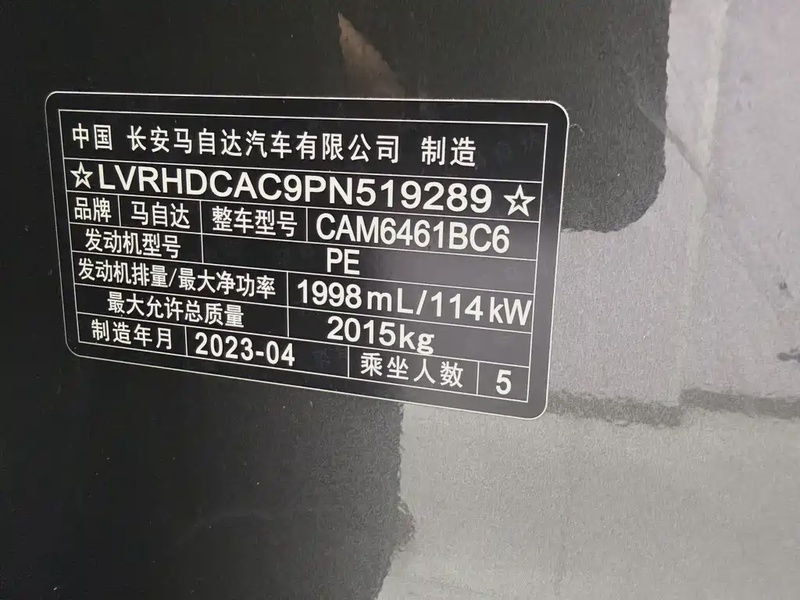 中国 长安马自达汽车有限公司 制造
☆LVRHDCAC9PN519289☆
品牌 马自达 整车型号 CAM6461BC6
发动机型号 PE
发动机排量/最大净功率 1998mL/114kW
最大允许总质量 2015kg
制造年月 2023-04 乘坐人数 5